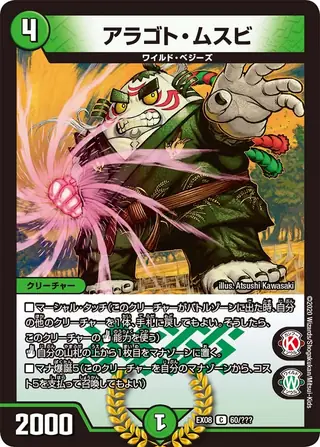 4
アラゴト・ムスビ
ワイルド・ベジーズ
illus. Atsushi Kawasaki
クリーチャー
■マーシャル・タッチ(このクリーチャーがバトルゾーンに出た時、自分
の他のクリーチャーを1体、手札に戻してもよい。そうしたら、
このクリーチャーの 能力を使う)
自分の山札の上から1枚目をマナゾーンに置く。
■マナ爆誕5(このクリーチャーを自分のマナゾーンから、コス
ト5を支払って召喚してもよい)
K
W
©2020 Wizards/Shogakukan/Mitsui-Kids
EX08 C 60/???
2000
1